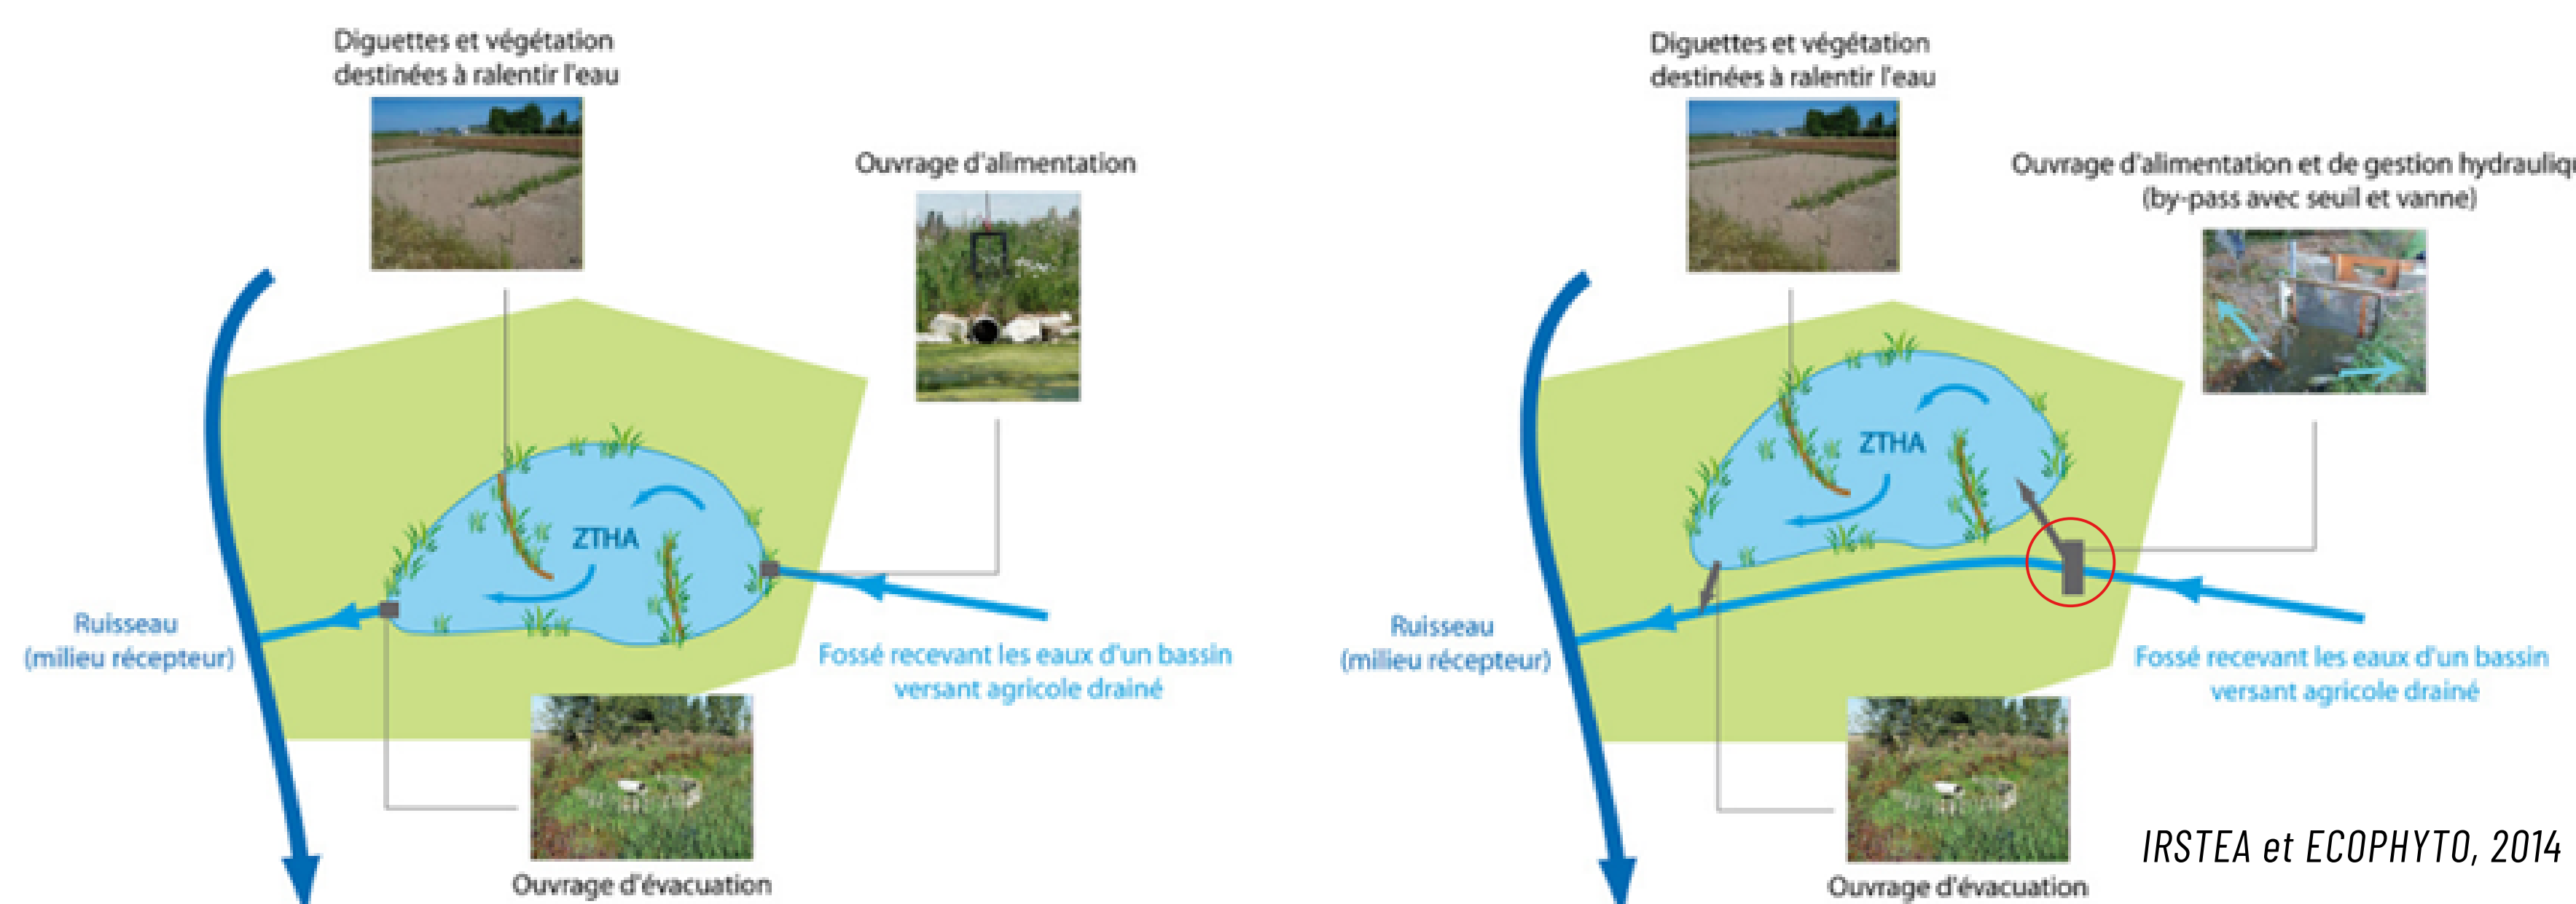 Diguettes et végétation
destinées à ralentir l'eau
Ouvrage d'alimentation
ZTHA
Ruisseau
(milieu récepteur)
Fossé recevant les eaux d'un bassin
versant agricole drainé
Ouvrage d'évacuation
Diguettes et végétation
destinées à ralentir l'eau
Ouvrage d'alimentation et de gestion hydrauliqu
(by-pass avec seuil et vanne)
ZTHA
Ruisseau
(milieu récepteur)
Fossé recevant les eaux d'un bassin
versant agricole drainé
Ouvrage d'évacuation
IRSTEA et ECOPHYTO, 2014